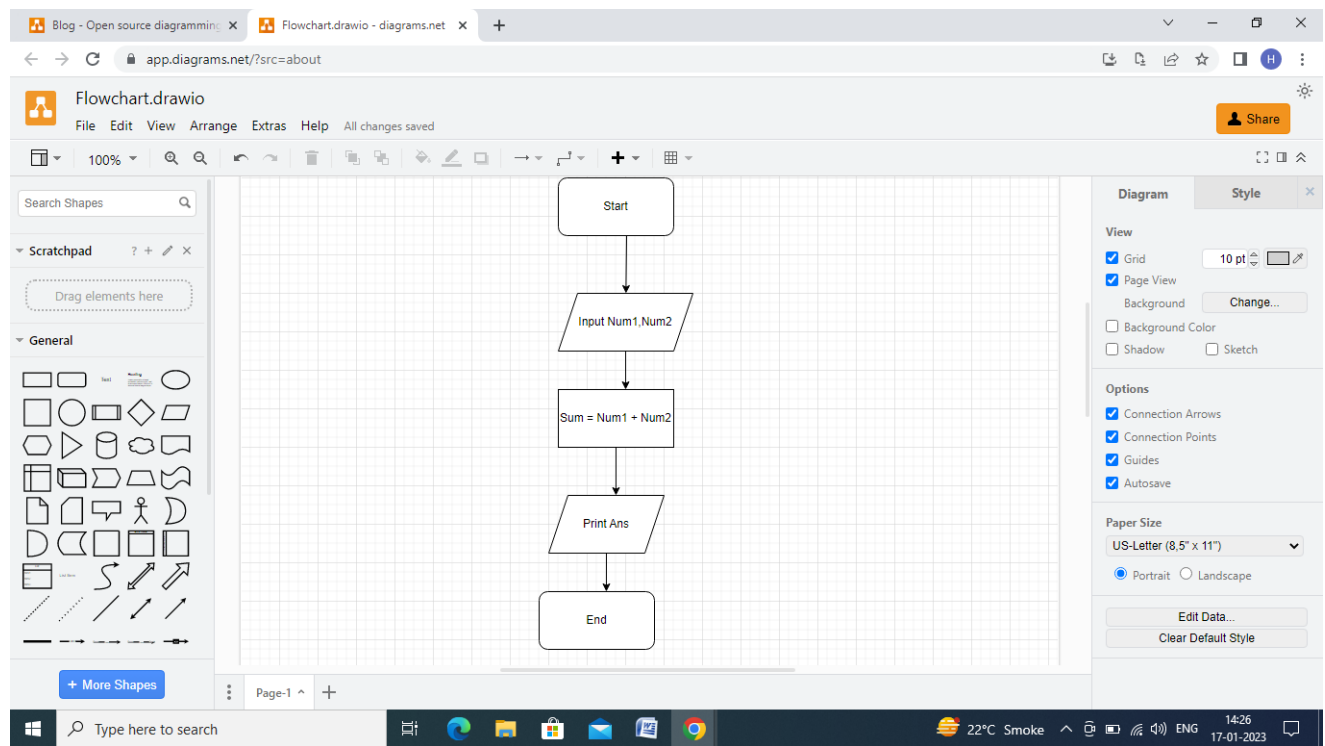 Blog - Open source diagramming
Flowchart.drawio - diagrams.net
app.diagrams.net/?src=about
H
Flowchart.drawio
File Edit View Arrange Extras Help All changes saved
Share
100%
Search Shapes
Scratchpad
?
Drag elements here
General
Text
Heading
List Item
+ More Shapes
Start
Input Num1,Num2
Sum = Num1 + Num2
Print Ans
End
Page-1
Diagram Style
View
Grid 10 pt
Page View
Background Change...
Background Color
Shadow Sketch
Options
Connection Arrows
Connection Points
Guides
Autosave
Paper Size
US-Letter (8,5" x 11")
Portrait Landscape
Edit Data...
Clear Default Style
Type here to search
22°C Smoke
ENG
14:26
17-01-2023